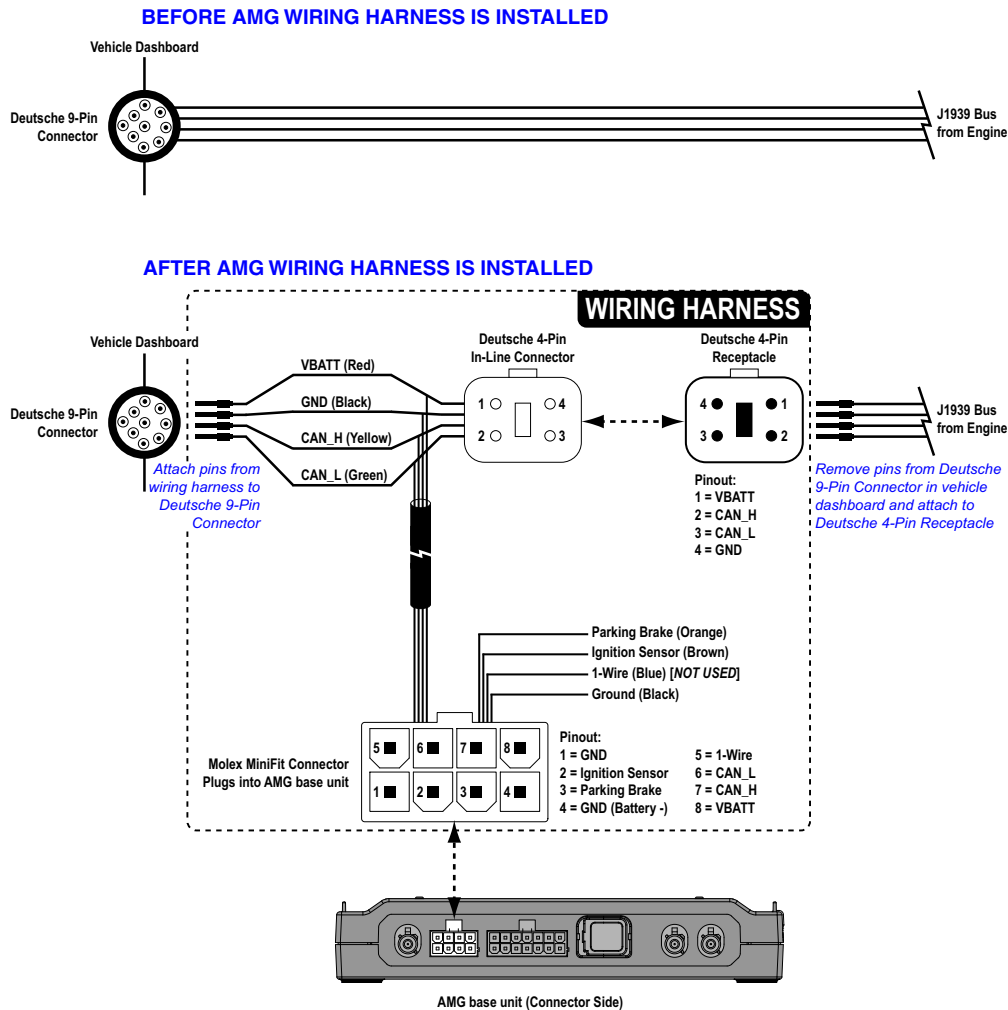 BEFORE AMG WIRING HARNESS IS INSTALLED
Vehicle Dashboard
Deutsche 9-Pin
Connector
J1939 Bus
from Engine
AFTER AMG WIRING HARNESS IS INSTALLED
WIRING HARNESS
Vehicle Dashboard
Deutsche 9-Pin
Connector
Attach pins from
wiring harness to
Deutsche 9-Pin
Connector
VBATT (Red)
GND (Black)
CAN_H (Yellow)
CAN_L (Green)
Deutsche 4-Pin
In-Line Connector
1 4
2 3
Deutsche 4-Pin
Receptacle
4 1
3 2
Pinout:
1 = VBATT
2 = CAN_H
3 = CAN_L
4 = GND
J1939 Bus
from Engine
Remove pins from Deutsche
9-Pin Connector in vehicle
dashboard and attach to
Deutsche 4-Pin Receptacle
Parking Brake (Orange)
Ignition Sensor (Brown)
1-Wire (Blue) [NOT USED]
Ground (Black)
Molex MiniFit Connector
Plugs into AMG base unit
5 6 7 8
1 2 3 4
Pinout:
1 = GND
2 = Ignition Sensor
3 = Parking Brake
4 = GND (Battery -)
5 = 1-Wire
6 = CAN_L
7 = CAN_H
8 = VBATT
AMG base unit (Connector Side)